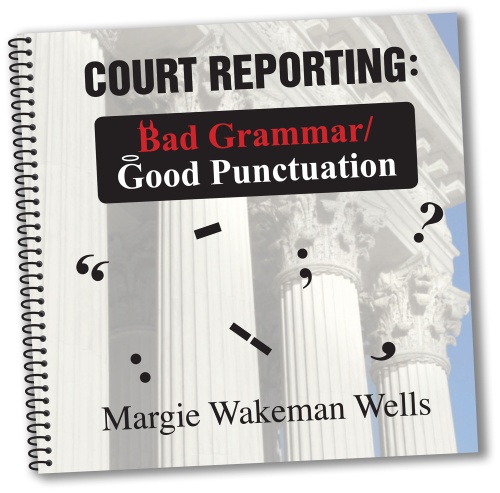 COURT REPORTING:
Bad Grammar/
Good Punctuation
“ - ; ?
: -- ,
Margie Wakeman Wells